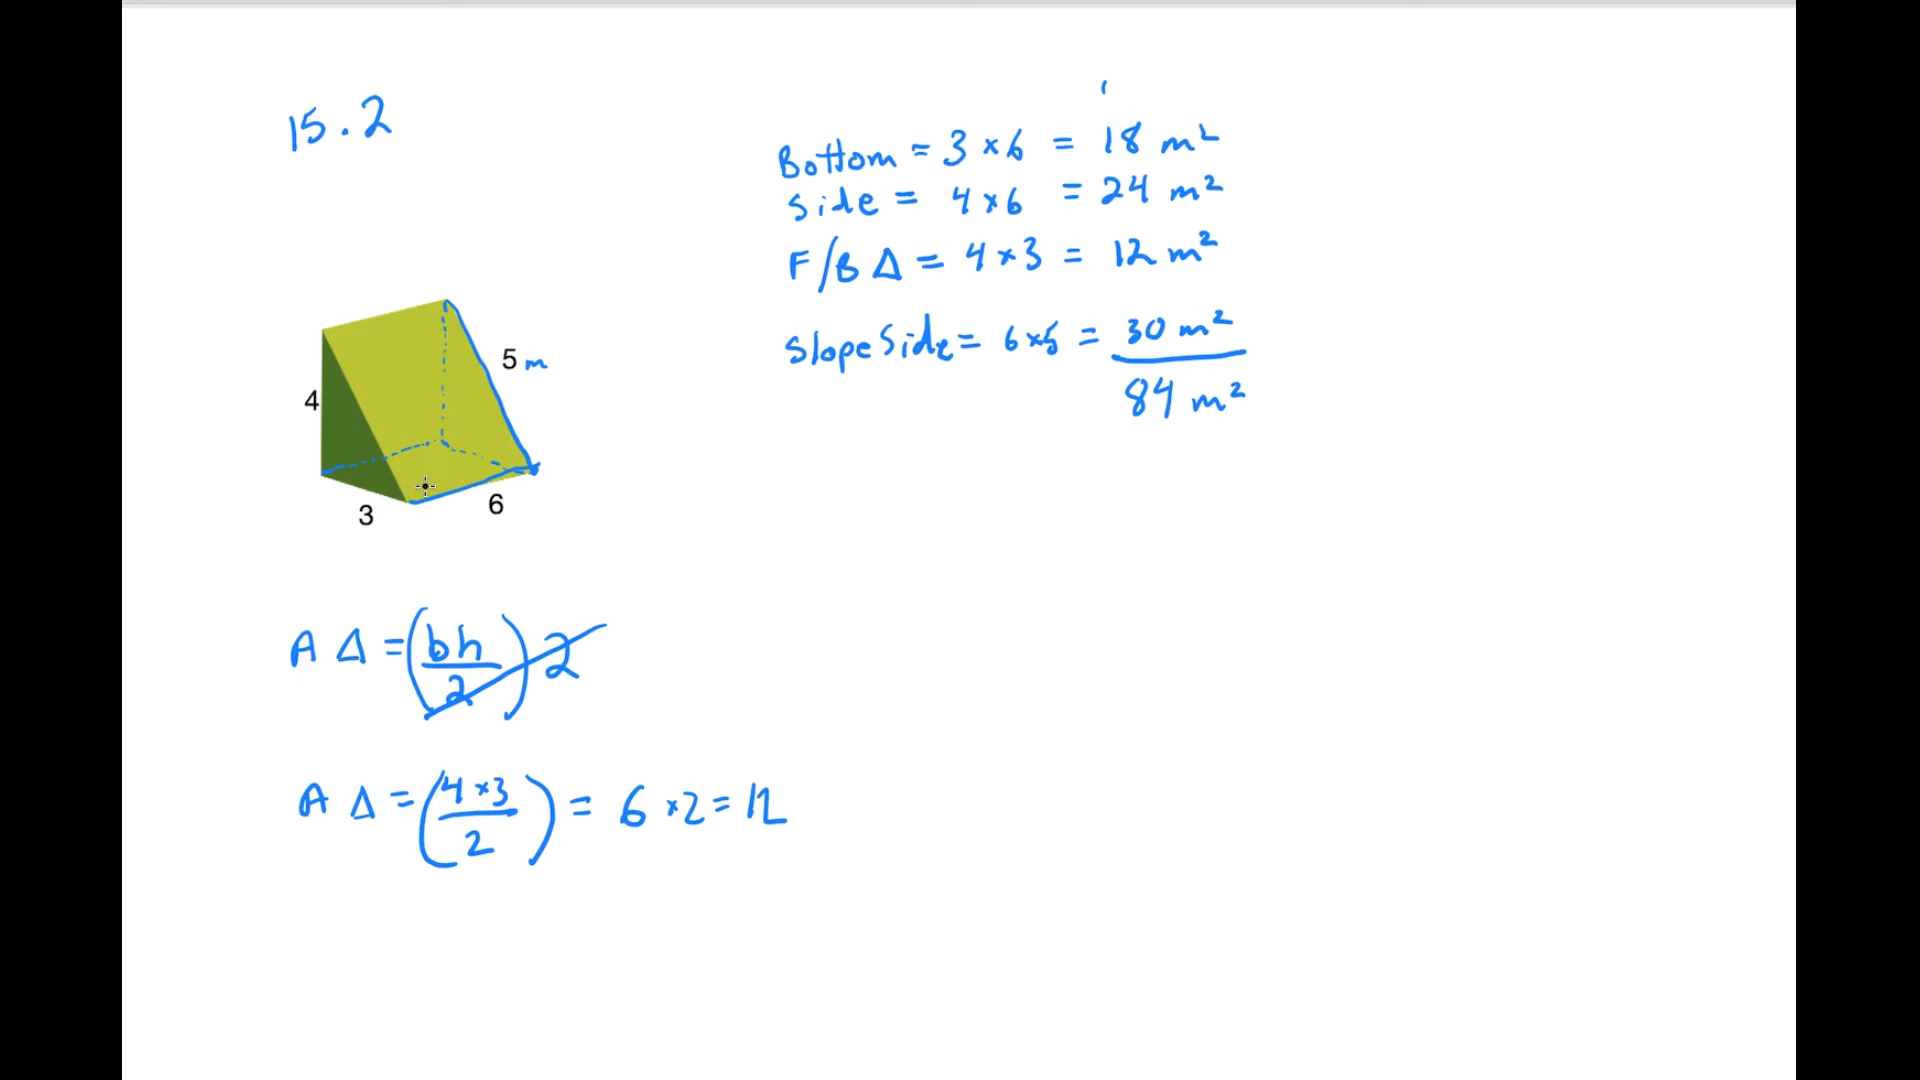 15.2
Bottom = 3 × 6 = 18 m²
Side = 4 × 6 = 24 m²
F/B Δ = 4 × 3 = 12 m²
Slope Side = 6 × 5 = 30 m²
84 m²
5 m
4
3
6
A Δ = (bh/2) 2
A Δ = (4 × 3/2) = 6 × 2 = 12